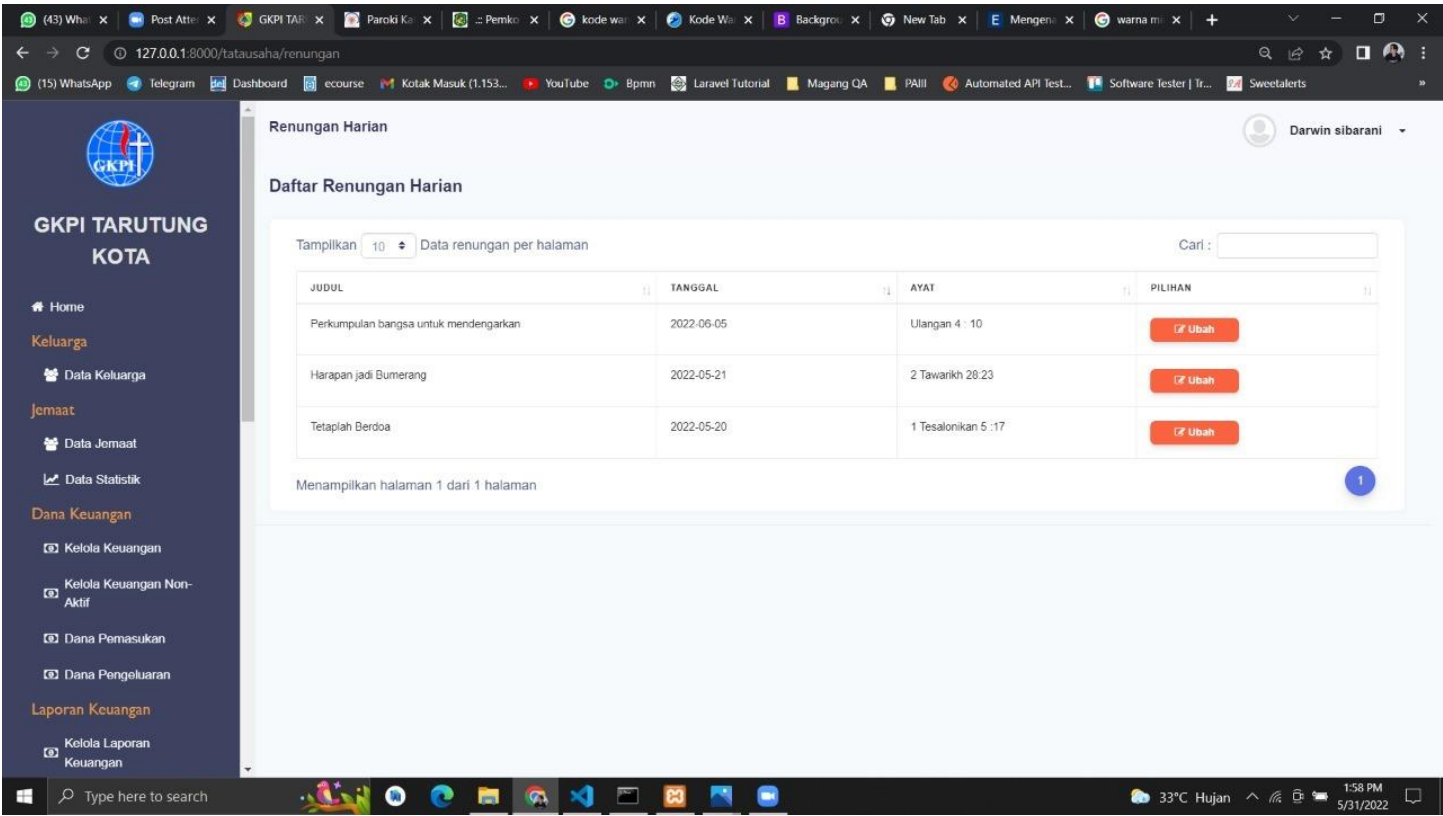 (43) What
Post Atte
GKPI TAR
Paroki Ka
.:: Pemko
kode war
Kode Wa
Backgrou
New Tab
Mengena
warna mi
127.0.0.1:8000/tatausaha/renungan
(15) WhatsApp
Telegram
Dashboard
ecourse
Kotak Masuk (1.153...
YouTube
Bpmn
Laravel Tutorial
Magang QA
PAIII
Automated API Test...
Software Tester | Tr...
Sweetalerts
»
GKPI
GKPI TARUTUNG
KOTA
Home
Keluarga
Data Keluarga
Jemaat
Data Jemaat
Data Statistik
Dana Keuangan
Kelola Keuangan
Kelola Keuangan Non-
Aktif
Dana Pemasukan
Dana Pengeluaran
Laporan Keuangan
Kelola Laporan
Keuangan
Renungan Harian
Darwin sibarani
Daftar Renungan Harian
Tampilkan 10 Data renungan per halaman
Cari :
JUDUL TANGGAL AYAT PILIHAN
Perkumpulan bangsa untuk mendengarkan 2022-06-05 Ulangan 4 : 10 Ubah
Harapan jadi Bumerang 2022-05-21 2 Tawarikh 28:23 Ubah
Tetaplah Berdoa 2022-05-20 1 Tesalonikan 5 :17 Ubah
Menampilkan halaman 1 dari 1 halaman
1
Type here to search
33°C Hujan
1:58 PM
5/31/2022